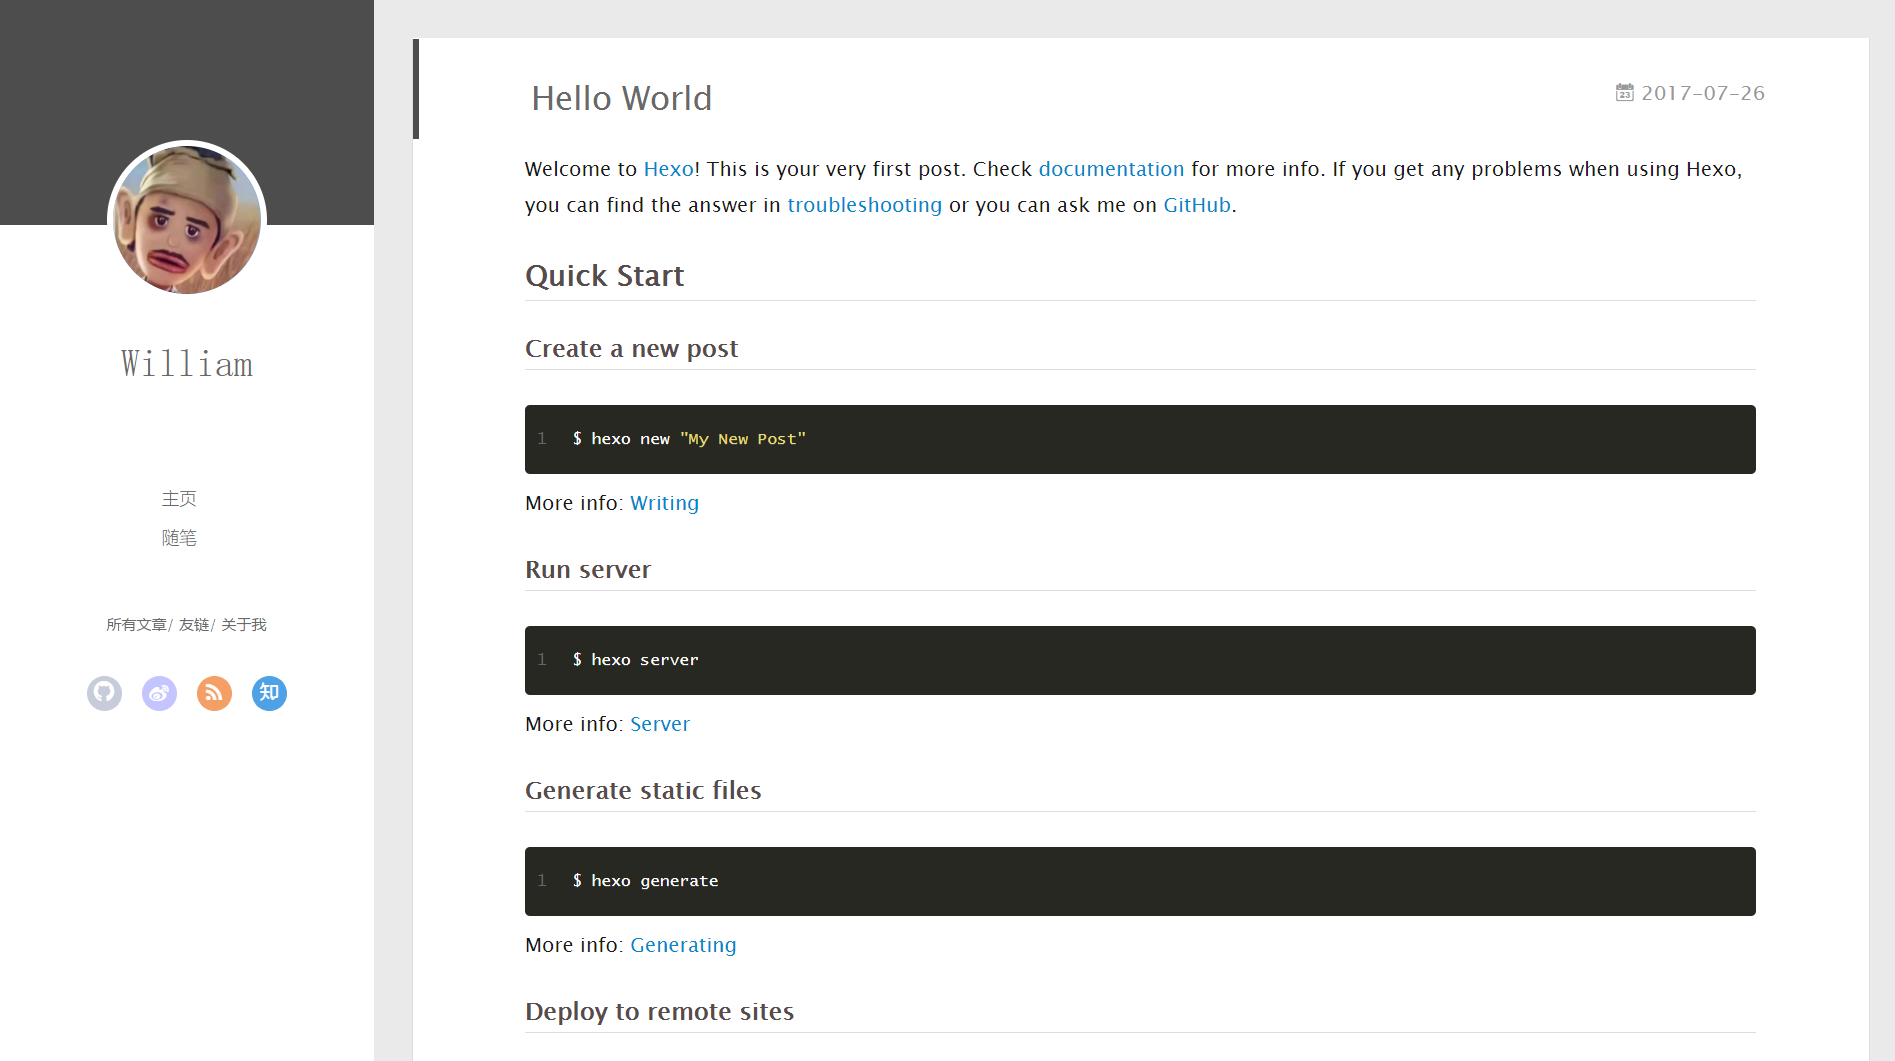 William
主页
随笔
所有文章/ 友链/ 关于我
知
Hello World
23 2017-07-26
Welcome to Hexo! This is your very first post. Check documentation for more info. If you get any problems when using Hexo,
you can find the answer in troubleshooting or you can ask me on GitHub.
Quick Start
Create a new post
1 $ hexo new "My New Post"
More info: Writing
Run server
1 $ hexo server
More info: Server
Generate static files
1 $ hexo generate
More info: Generating
Deploy to remote sites